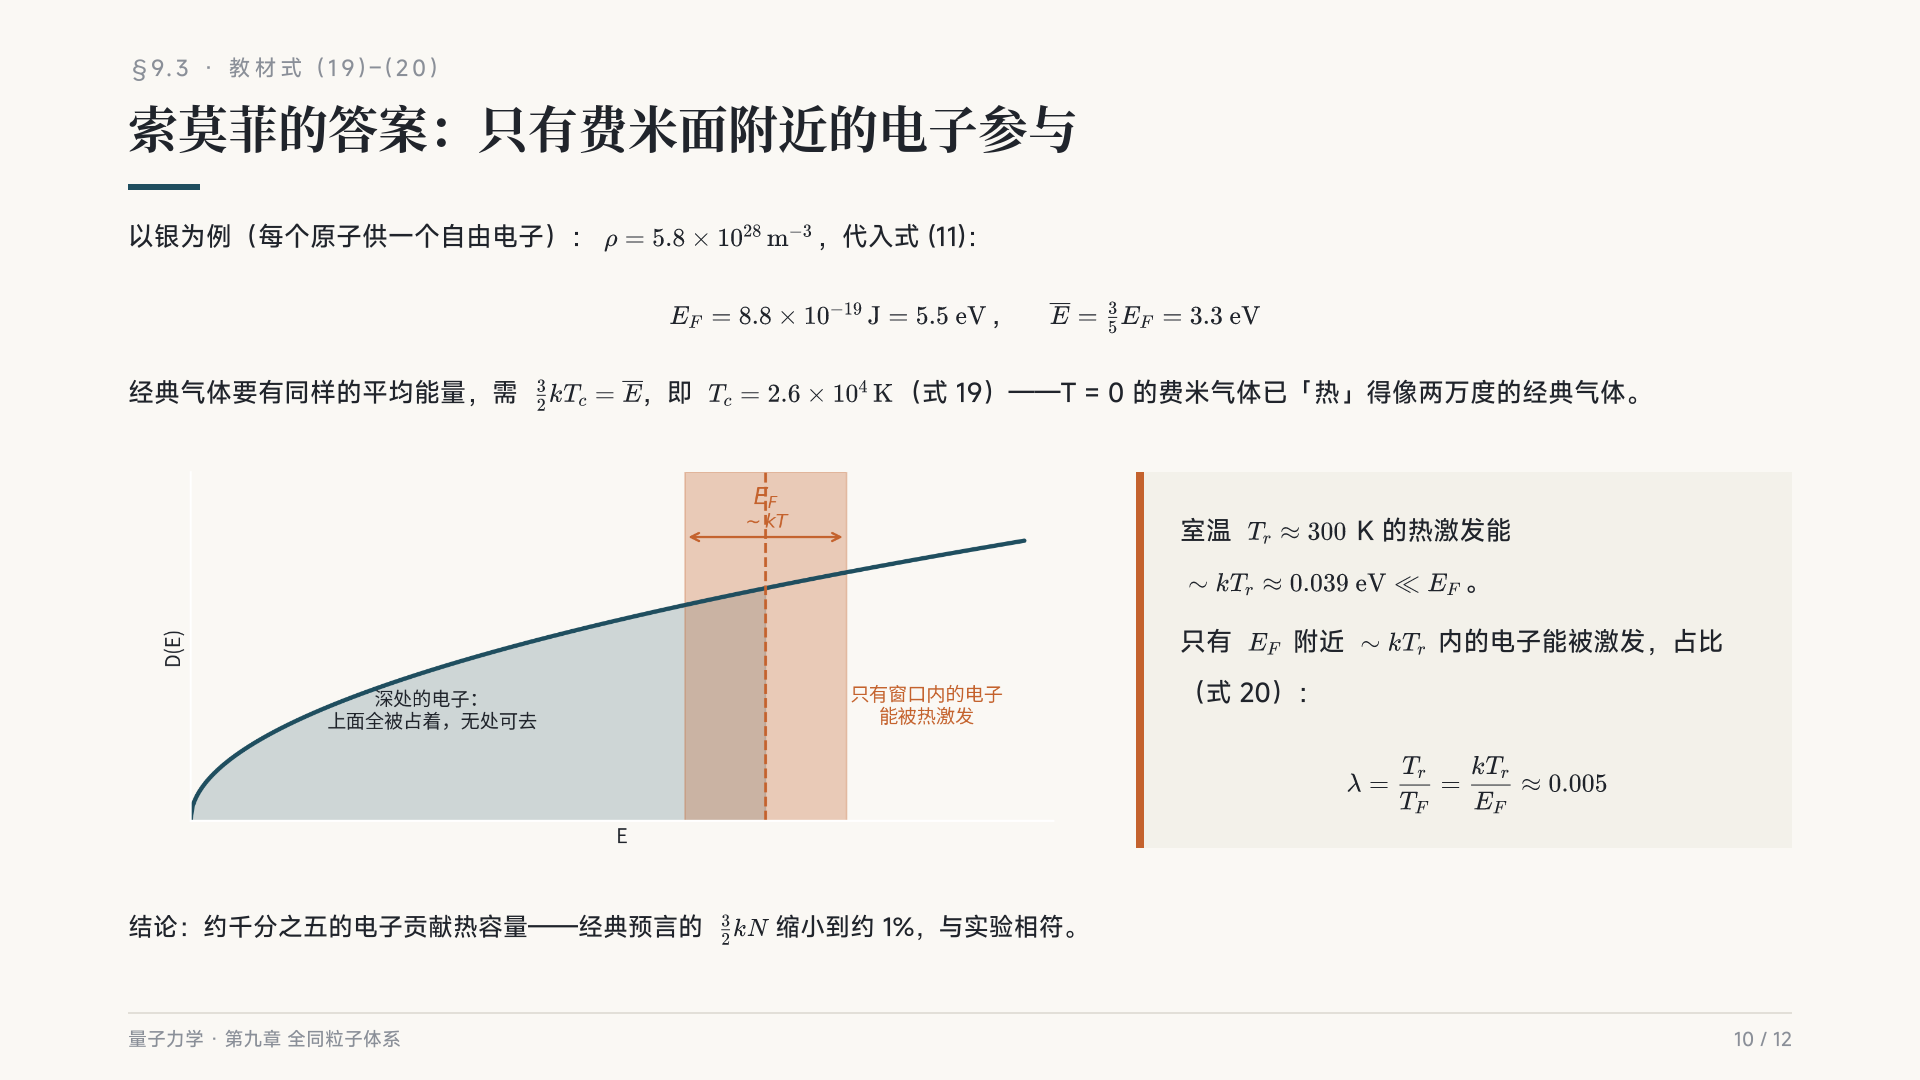 §9.3 · 教材式 (19)–(20)
索莫菲的答案：只有费米面附近的电子参与
以银为例（每个原子供一个自由电子）： ρ = 5.8 × 10²⁸ m⁻³ ，代入式 (11)：
E_F = 8.8 × 10⁻¹⁹ J = 5.5 eV , E̅ = 3/5 E_F = 3.3 eV
经典气体要有同样的平均能量，需 3/2 kT_c = E̅，即 T_c = 2.6 × 10⁴ K（式 19）——T = 0 的费米气体已「热」得像两万度的经典气体。
E_F
~ kT
D(E)
深处的电子：
上面全被占着，无处可去
只有窗口内的电子
能被热激发
E
室温 T_r ≈ 300 K 的热激发能
~ kT_r ≈ 0.039 eV ≪ E_F 。
只有 E_F 附近 ~ kT_r 内的电子能被激发，占比
（式 20）：
λ = T_r/T_F = kT_r/E_F ≈ 0.005
结论：约千分之五的电子贡献热容量——经典预言的 3/2 kN 缩小到约 1%，与实验相符。
量子力学 · 第九章 全同粒子体系
10 / 12